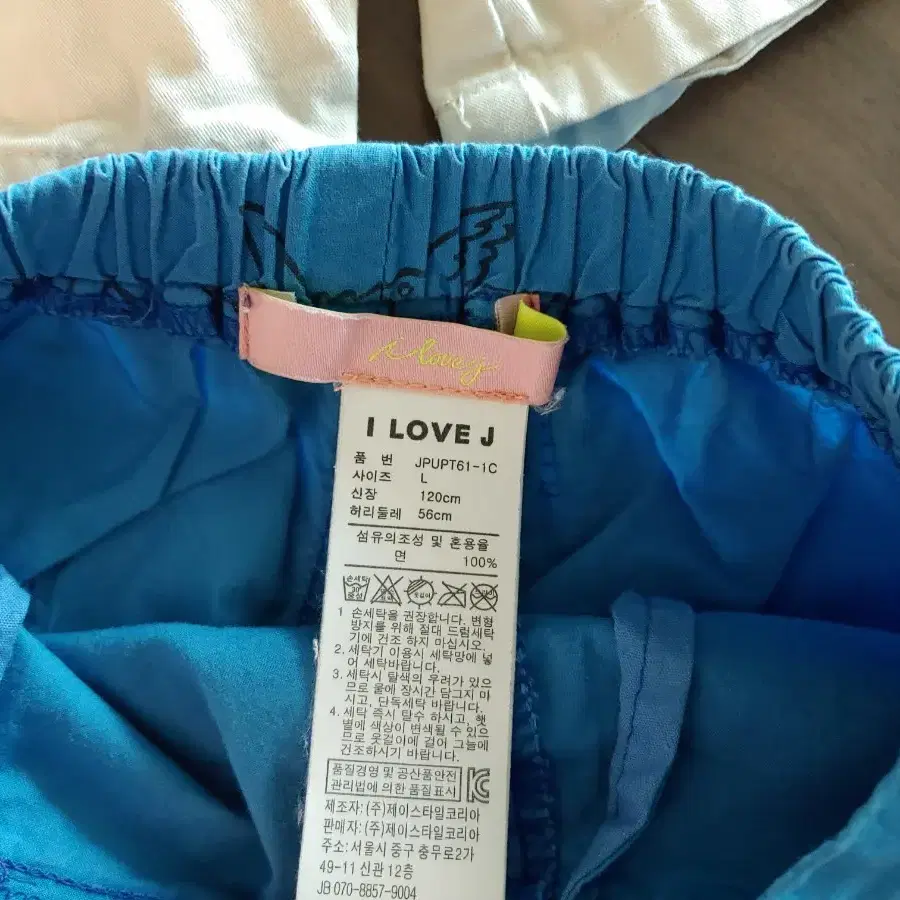 i love j
I LOVE J
품 번 JPUPT61-1C
사이즈 L
신장 120cm
허리둘레 56cm
섬유의조성 및 혼용율
면 100%
손세탁
30
중성
1. 손세탁을 권장합니다. 변형
방지를 위해 절대 드럼세탁
기에 건조 하지 마십시오.
2. 세탁기 이용시 세탁망에 넣
어 세탁바랍니다.
3. 세탁시 탈색의 우려가 있으
므로 물에 장시간 담그지 마
시고, 단독세탁 바랍니다.
4. 세탁 즉시 탈수 하시고, 햇
별에 색상이 변색될 수 있으
므로 옷걸이에 걸어 그늘에
건조하시기 바랍니다.
품질경영 및 공산품안전
관리법에 의한 품질표시
제조자: (주)제이스타일코리아
판매자: (주)제이스타일코리아
주소: 서울시 중구 충무로2가
49-11 신관 12층
JB 070-8857-9004